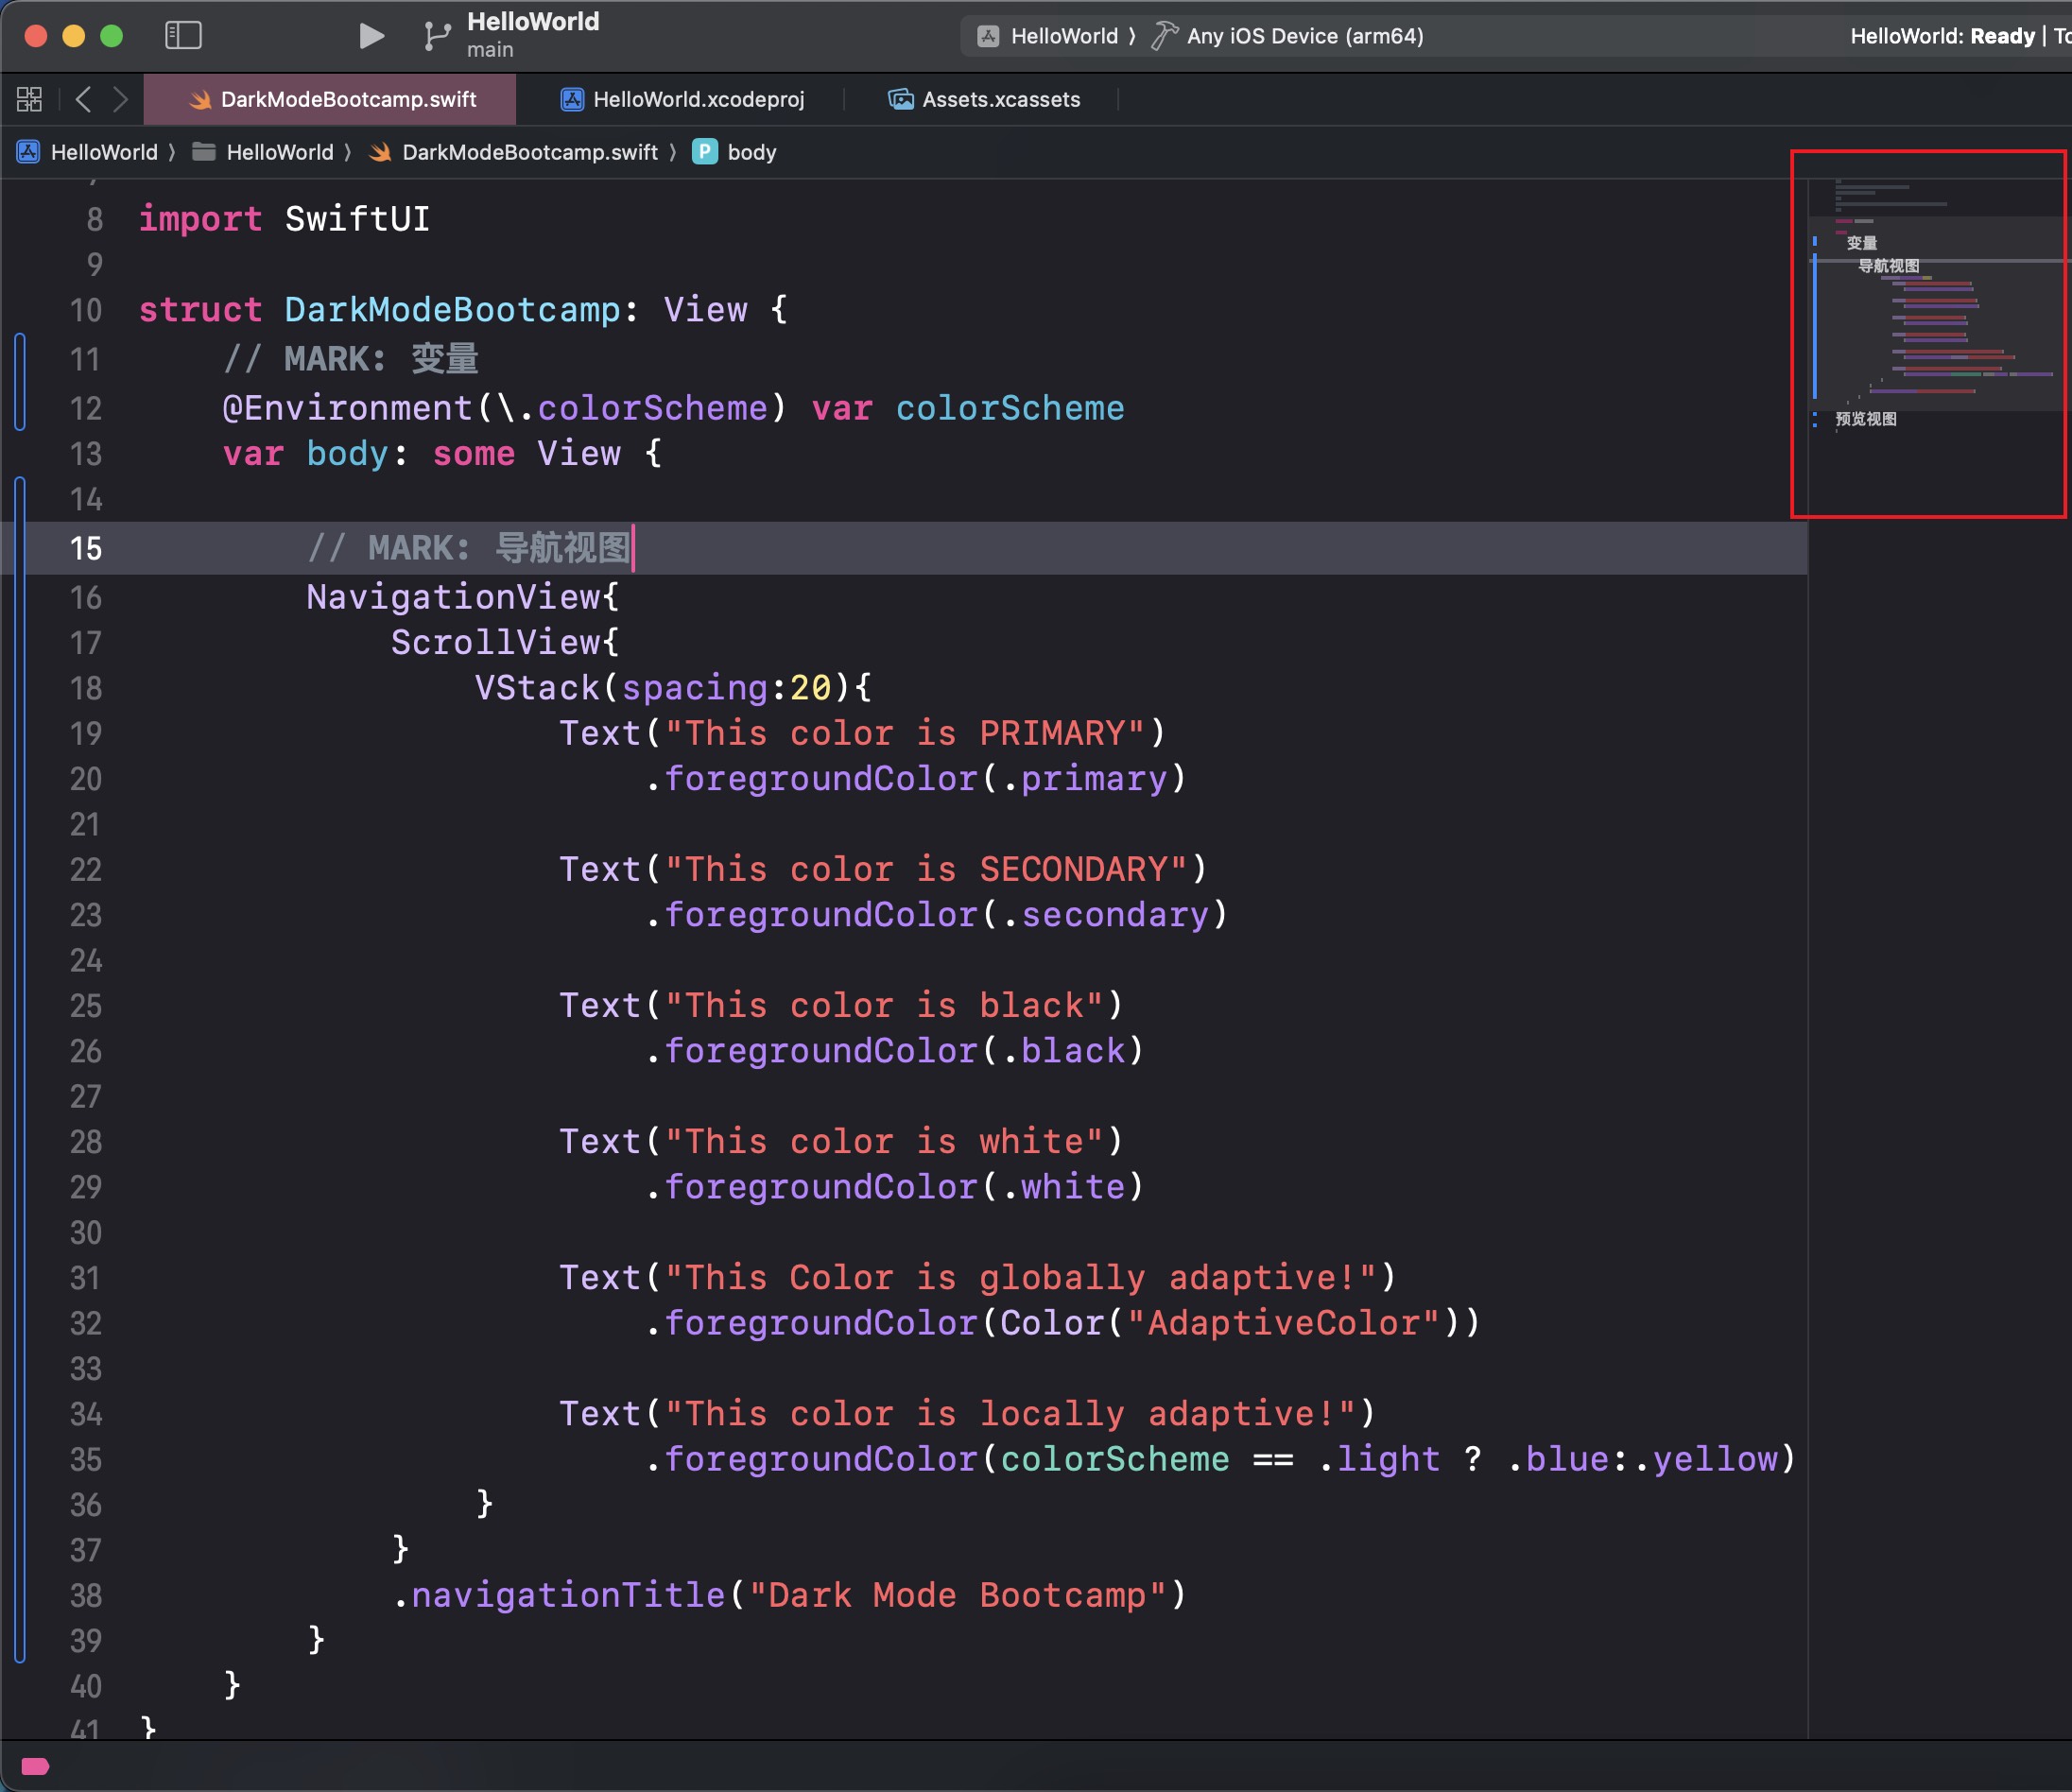 HelloWorld
main
HelloWorld ⟩ Any iOS Device (arm64)
HelloWorld: Ready |
DarkModeBootcamp.swift
HelloWorld.xcodeproj
Assets.xcassets
HelloWorld ⟩ HelloWorld ⟩ DarkModeBootcamp.swift ⟩ P body
8 import SwiftUI
9
10 struct DarkModeBootcamp: View {
11 // MARK: 变量
12 @Environment(\.colorScheme) var colorScheme
13 var body: some View {
14
15 // MARK: 导航视图
16 NavigationView{
17 ScrollView{
18 VStack(spacing:20){
19 Text("This color is PRIMARY")
20 .foregroundColor(.primary)
21
22 Text("This color is SECONDARY")
23 .foregroundColor(.secondary)
24
25 Text("This color is black")
26 .foregroundColor(.black)
27
28 Text("This color is white")
29 .foregroundColor(.white)
30
31 Text("This Color is globally adaptive!")
32 .foregroundColor(Color("AdaptiveColor"))
33
34 Text("This color is locally adaptive!")
35 .foregroundColor(colorScheme == .light ? .blue:.yellow)
36 }
37 }
38 .navigationTitle("Dark Mode Bootcamp")
39 }
40 }
41 }
变量
导航视图
预览视图